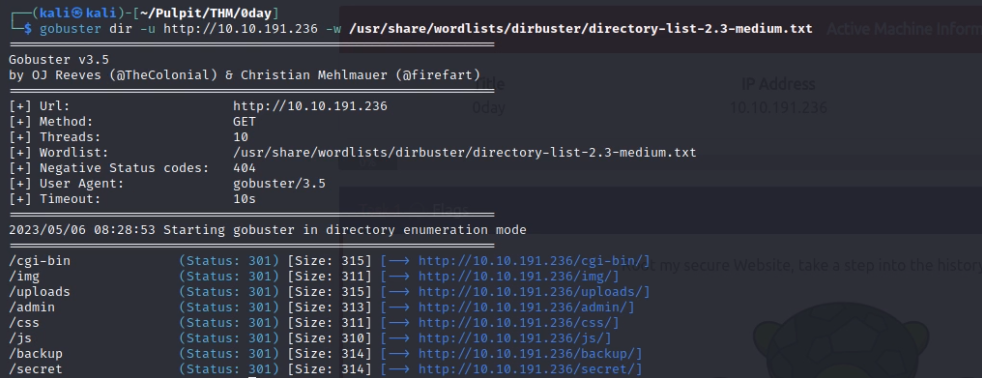 ┌──(kali㉿kali)-[~/Pulpit/THM/0day]
└─$ gobuster dir -u http://10.10.191.236 -w /usr/share/wordlists/dirbuster/directory-list-2.3-medium.txt
Active Machine Inform
===============================================================
Gobuster v3.5
by OJ Reeves (@TheColonial) & Christian Mehlmauer (@firefart)
===============================================================
Title IP Address
0day 10.10.191.236
[+] Url: http://10.10.191.236
[+] Method: GET
[+] Threads: 10
[+] Wordlist: /usr/share/wordlists/dirbuster/directory-list-2.3-medium.txt
[+] Negative Status codes: 404
[+] User Agent: gobuster/3.5
[+] Timeout: 10s
===============================================================
Flags
2023/05/06 08:28:53 Starting gobuster in directory enumeration mode
===============================================================
/cgi-bin (Status: 301) [Size: 315] [--> http://10.10.191.236/cgi-bin/]
my secure Website, take a step into the history
/img (Status: 301) [Size: 311] [--> http://10.10.191.236/img/]
/uploads (Status: 301) [Size: 315] [--> http://10.10.191.236/uploads/]
/admin (Status: 301) [Size: 313] [--> http://10.10.191.236/admin/]
/css (Status: 301) [Size: 311] [--> http://10.10.191.236/css/]
/js (Status: 301) [Size: 310] [--> http://10.10.191.236/js/]
/backup (Status: 301) [Size: 314] [--> http://10.10.191.236/backup/]
/secret (Status: 301) [Size: 314] [--> http://10.10.191.236/secret/]